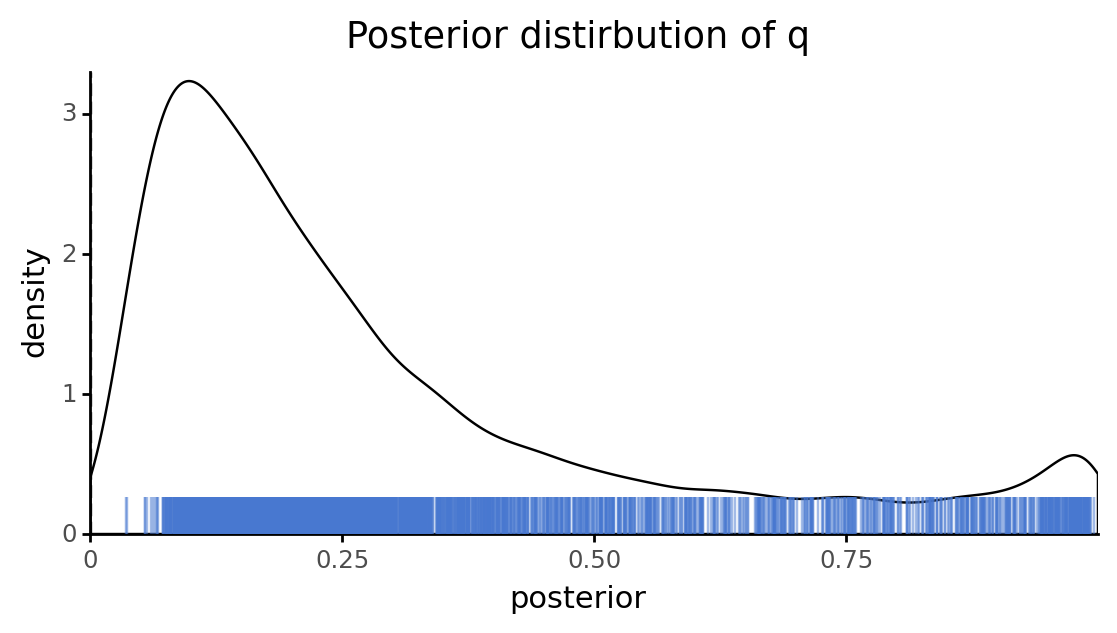 Posterior distirbution of q
density
3
2
1
0
0 0.25 0.50 0.75
posterior